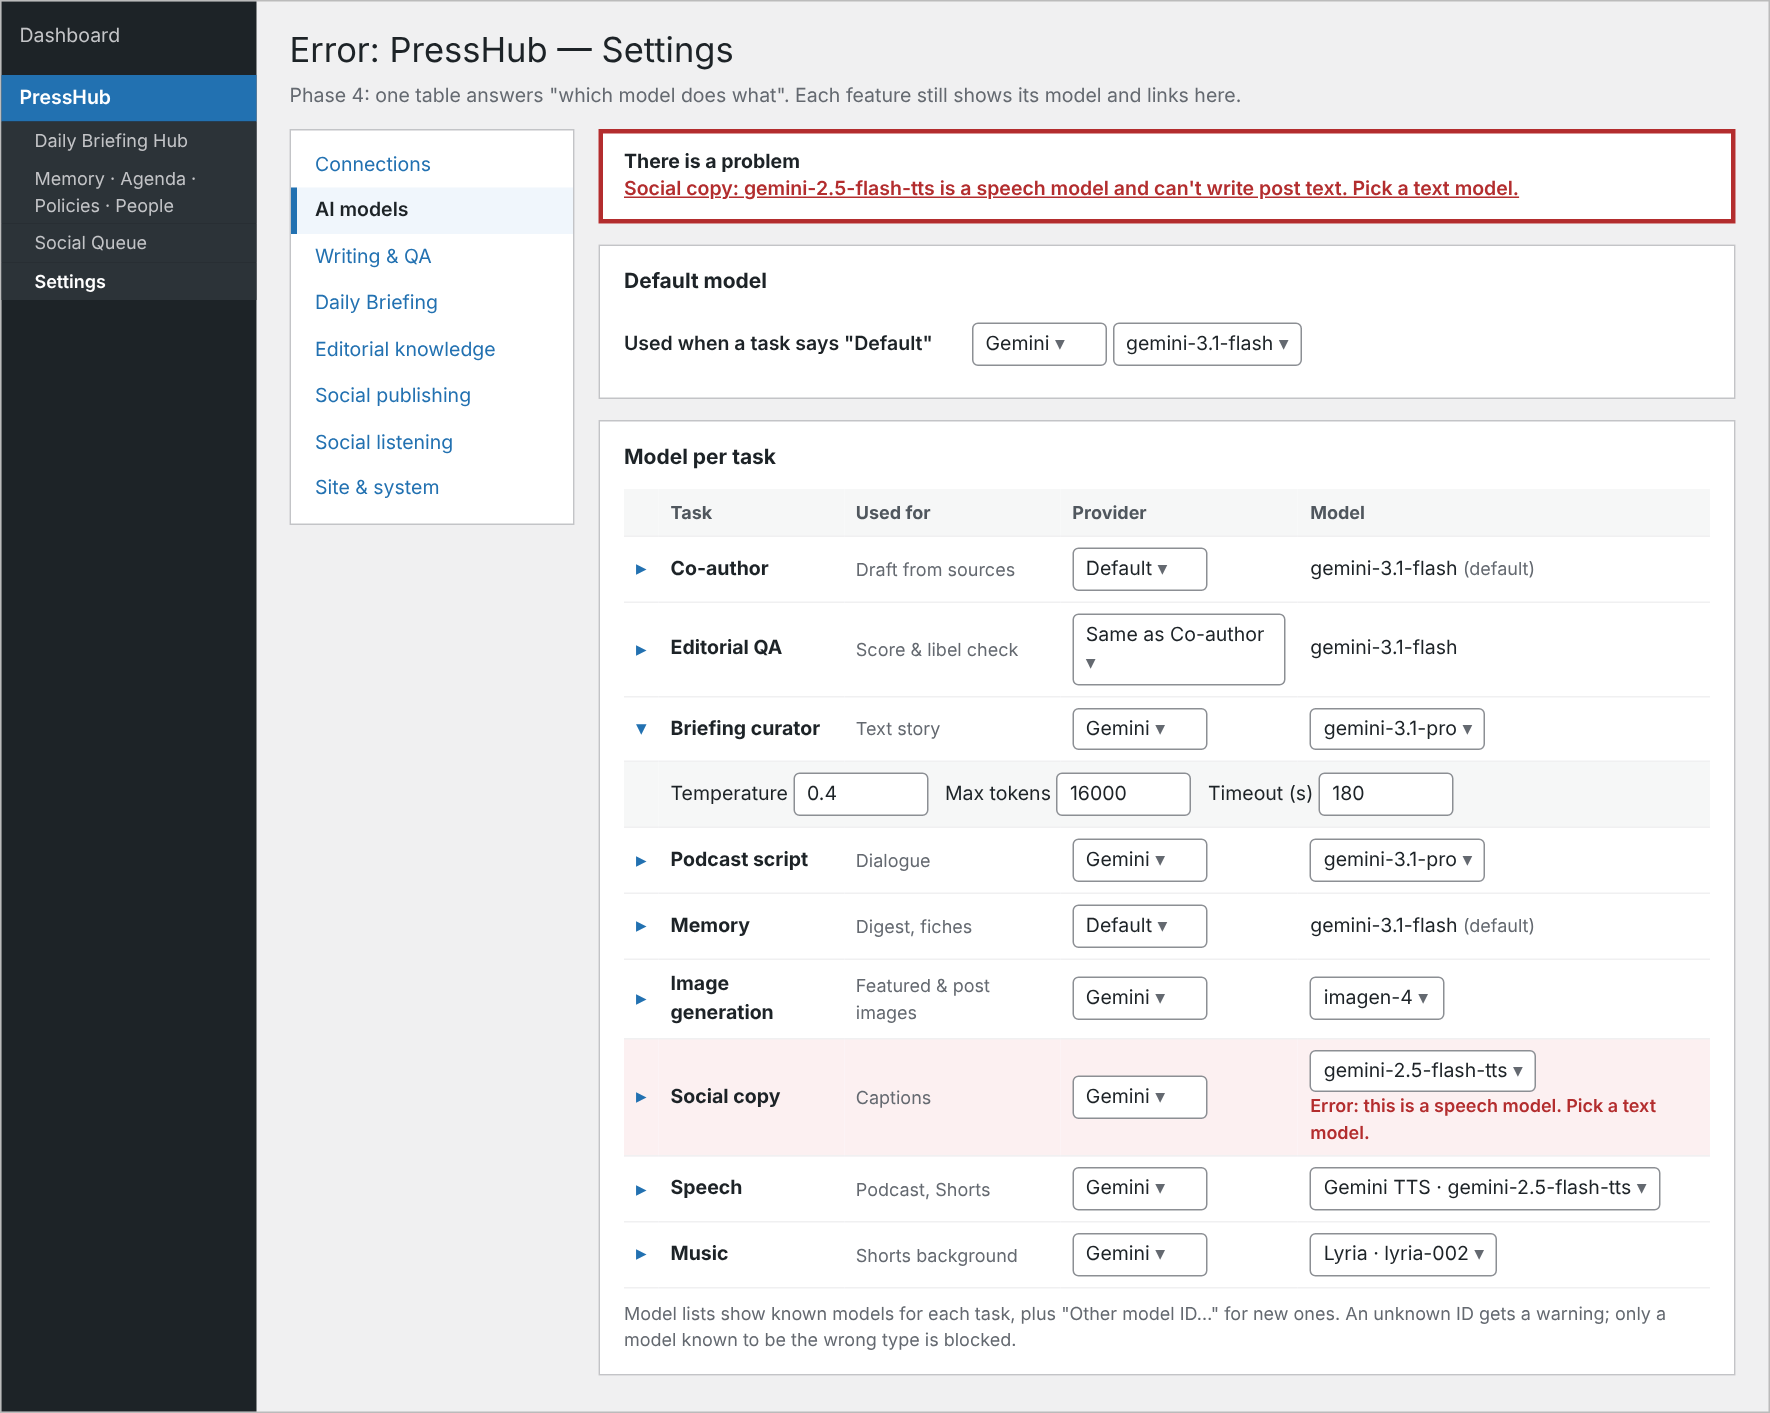 Dashboard
PressHub
Daily Briefing Hub
Memory · Agenda ·
Policies · People
Social Queue
Settings
Error: PressHub — Settings
Phase 4: one table answers "which model does what". Each feature still shows its model and links here.
Connections
AI models
Writing & QA
Daily Briefing
Editorial knowledge
Social publishing
Social listening
Site & system
There is a problem
Social copy: gemini-2.5-flash-tts is a speech model and can't write post text. Pick a text model.
Default model
Used when a task says "Default" Gemini ▾ gemini-3.1-flash ▾
Model per task
Task Used for Provider Model
▸ Co-author Draft from sources Default ▾ gemini-3.1-flash (default)
▸ Editorial QA Score & libel check Same as Co-author ▾ gemini-3.1-flash
▾ Briefing curator Text story Gemini ▾ gemini-3.1-pro ▾
Temperature 0.4 Max tokens 16000 Timeout (s) 180
▸ Podcast script Dialogue Gemini ▾ gemini-3.1-pro ▾
▸ Memory Digest, fiches Default ▾ gemini-3.1-flash (default)
▸ Image generation Featured & post images Gemini ▾ imagen-4 ▾
▸ Social copy Captions Gemini ▾ gemini-2.5-flash-tts ▾
Error: this is a speech model. Pick a text
model.
▸ Speech Podcast, Shorts Gemini ▾ Gemini TTS · gemini-2.5-flash-tts ▾
▸ Music Shorts background Gemini ▾ Lyria · lyria-002 ▾
Model lists show known models for each task, plus "Other model ID..." for new ones. An unknown ID gets a warning; only a
model known to be the wrong type is blocked.